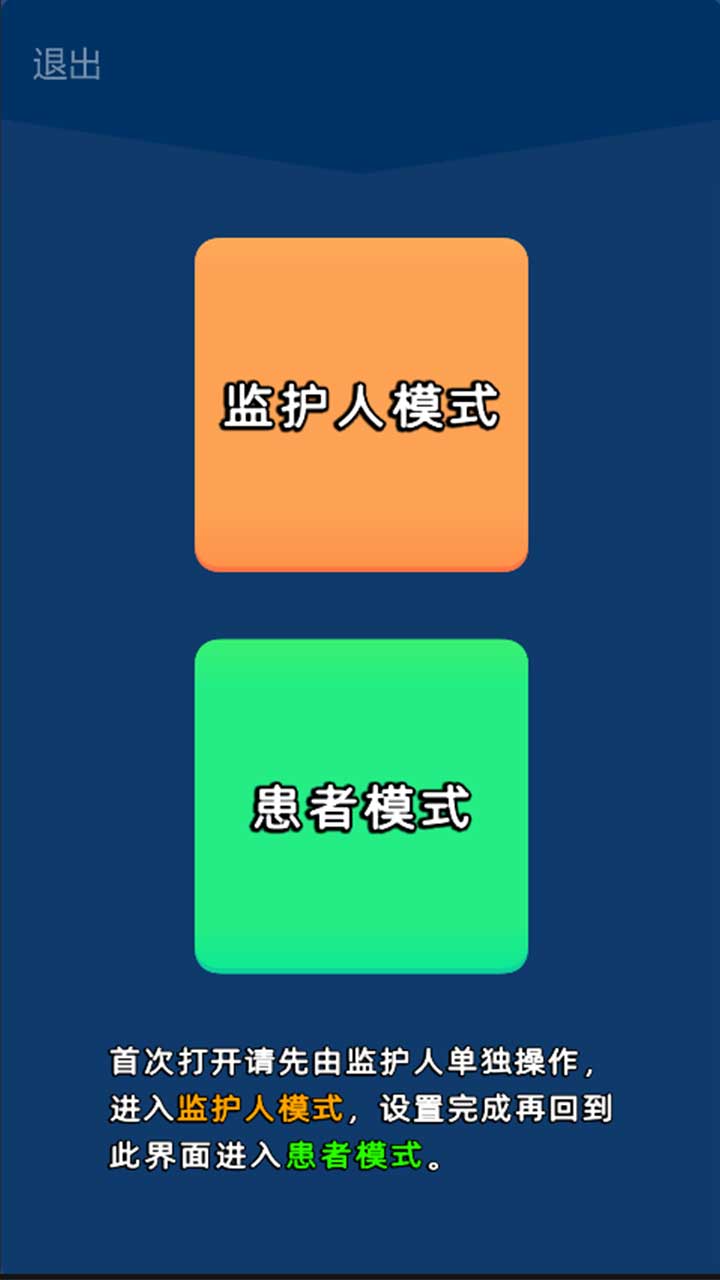 退出
监护人模式
患者模式
首次打开请先由监护人单独操作，
进入监护人模式，设置完成再回到
此界面进入患者模式。